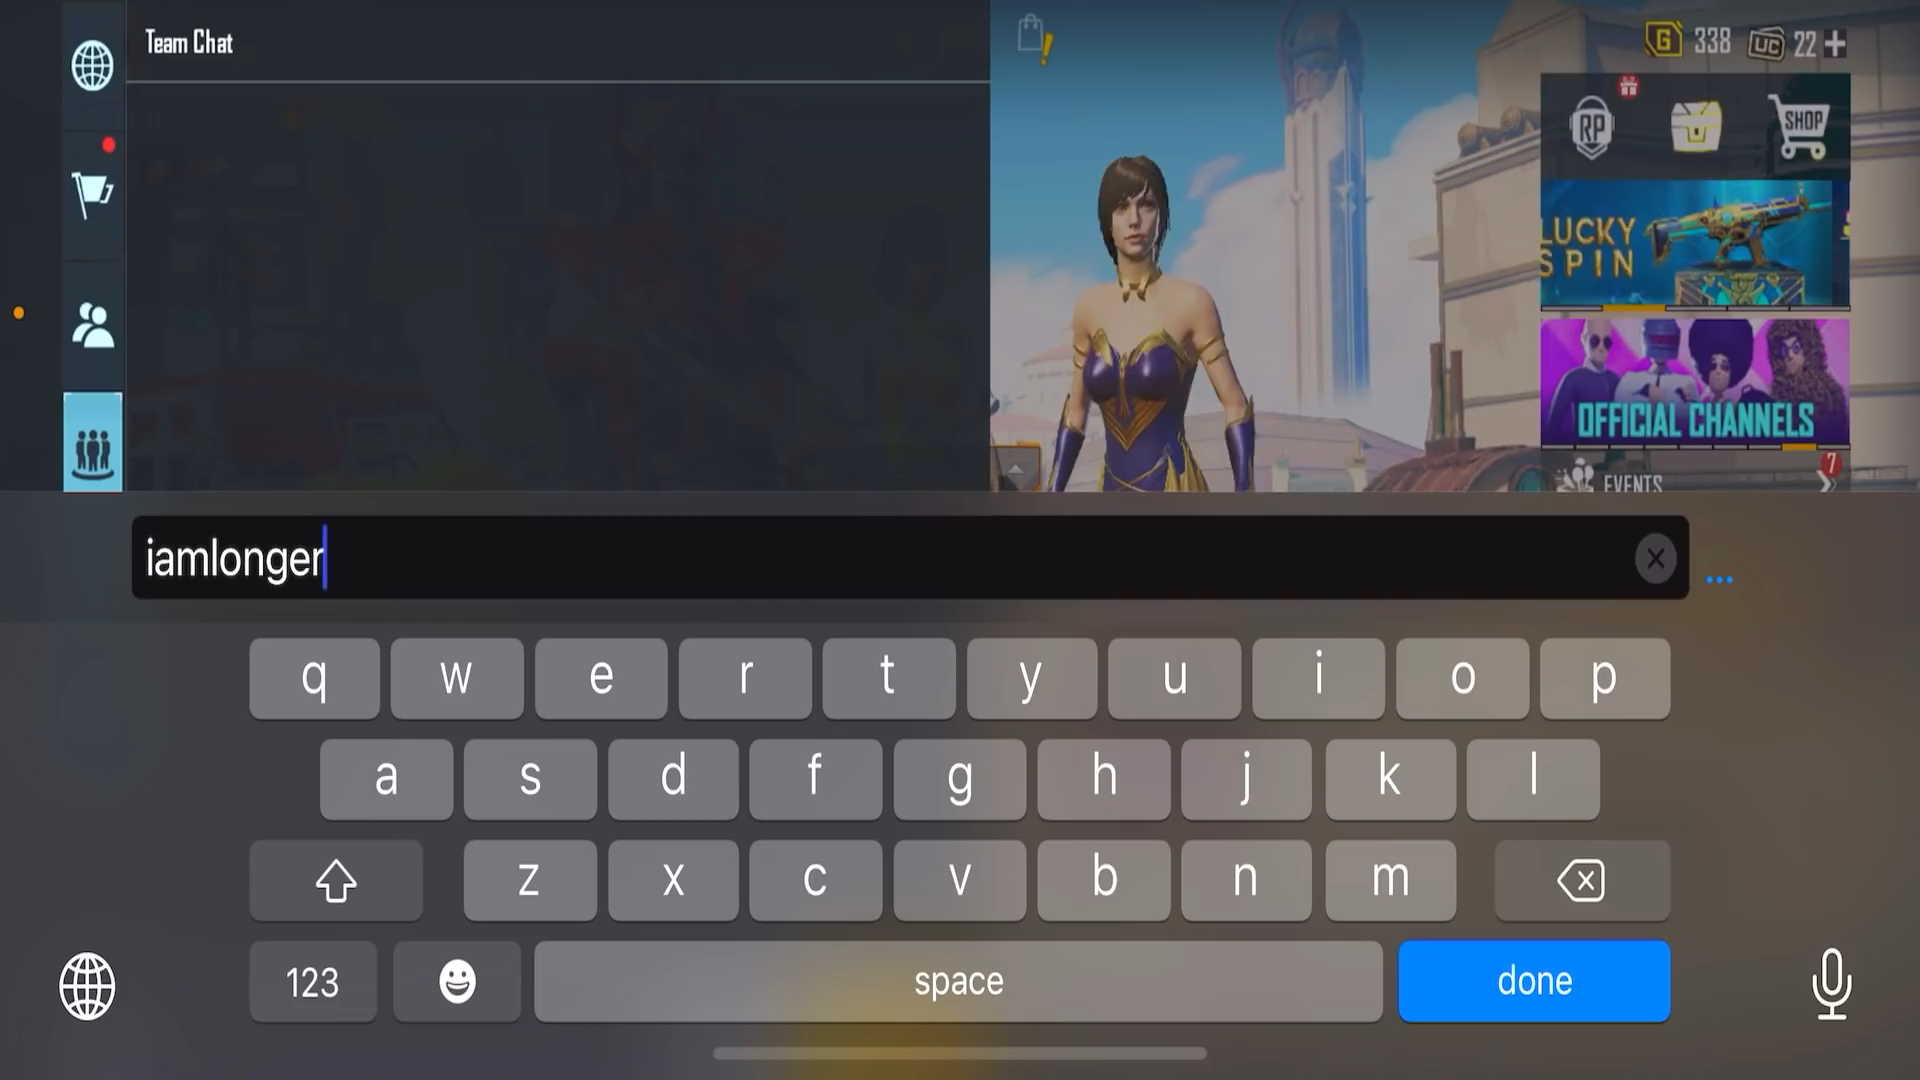 Team Chat
G 338 UC 22 +
RP SHOP
LUCKY
SPIN
OFFICIAL CHANNELS
7
EVENTS
iamlonger
q w e r t y u i o p
a s d f g h j k l
z x c v b n m
123 space done